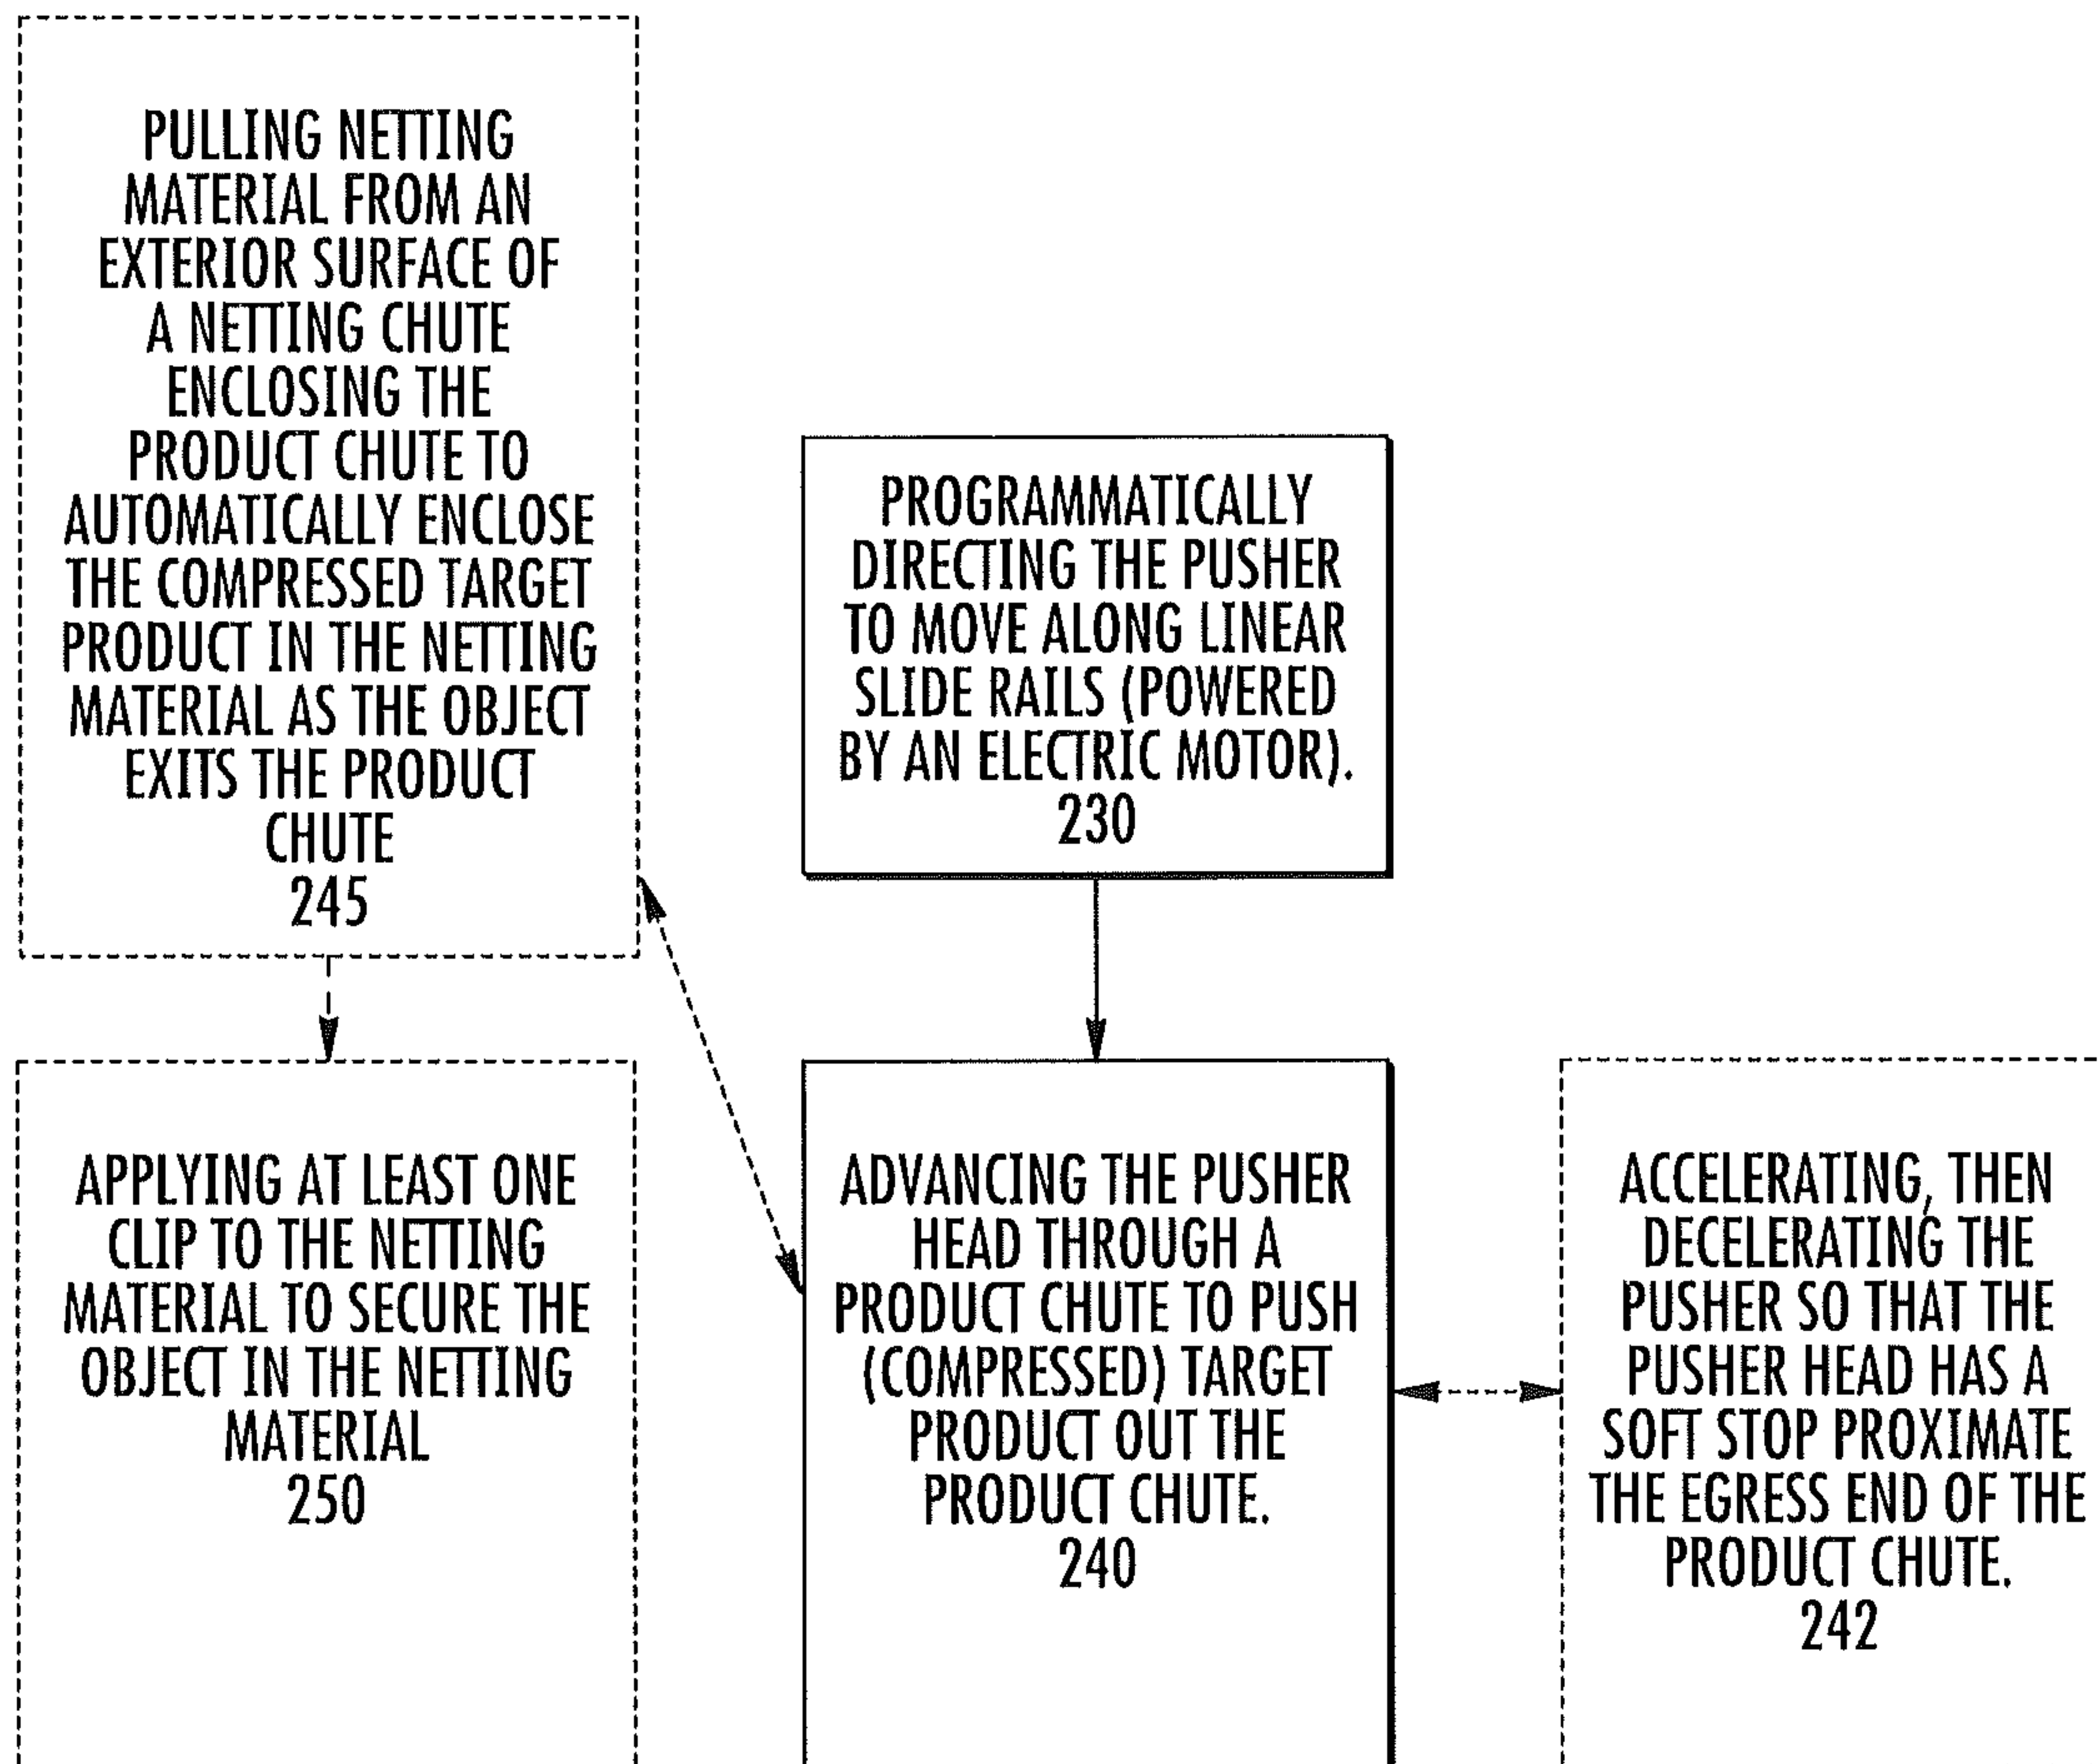 PULLING NETTING
MATERIAL FROM AN
EXTERIOR SURFACE OF
A NETTING CHUTE
ENCLOSING THE
PRODUCT CHUTE TO
AUTOMATICALLY ENCLOSE
THE COMPRESSED TARGET
PRODUCT IN THE NETTING
MATERIAL AS THE OBJECT
EXITS THE PRODUCT
CHUTE
245
PROGRAMMATICALLY
DIRECTING THE PUSHER
TO MOVE ALONG LINEAR
SLIDE RAILS (POWERED
BY AN ELECTRIC MOTOR).
230
APPLYING AT LEAST ONE
CLIP TO THE NETTING
MATERIAL TO SECURE THE
OBJECT IN THE NETTING
MATERIAL
250
ADVANCING THE PUSHER
HEAD THROUGH A
PRODUCT CHUTE TO PUSH
(COMPRESSED) TARGET
PRODUCT OUT THE
PRODUCT CHUTE.
240
ACCELERATING, THEN
DECELERATING THE
PUSHER SO THAT THE
PUSHER HEAD HAS A
SOFT STOP PROXIMATE
THE EGRESS END OF THE
PRODUCT CHUTE.
242